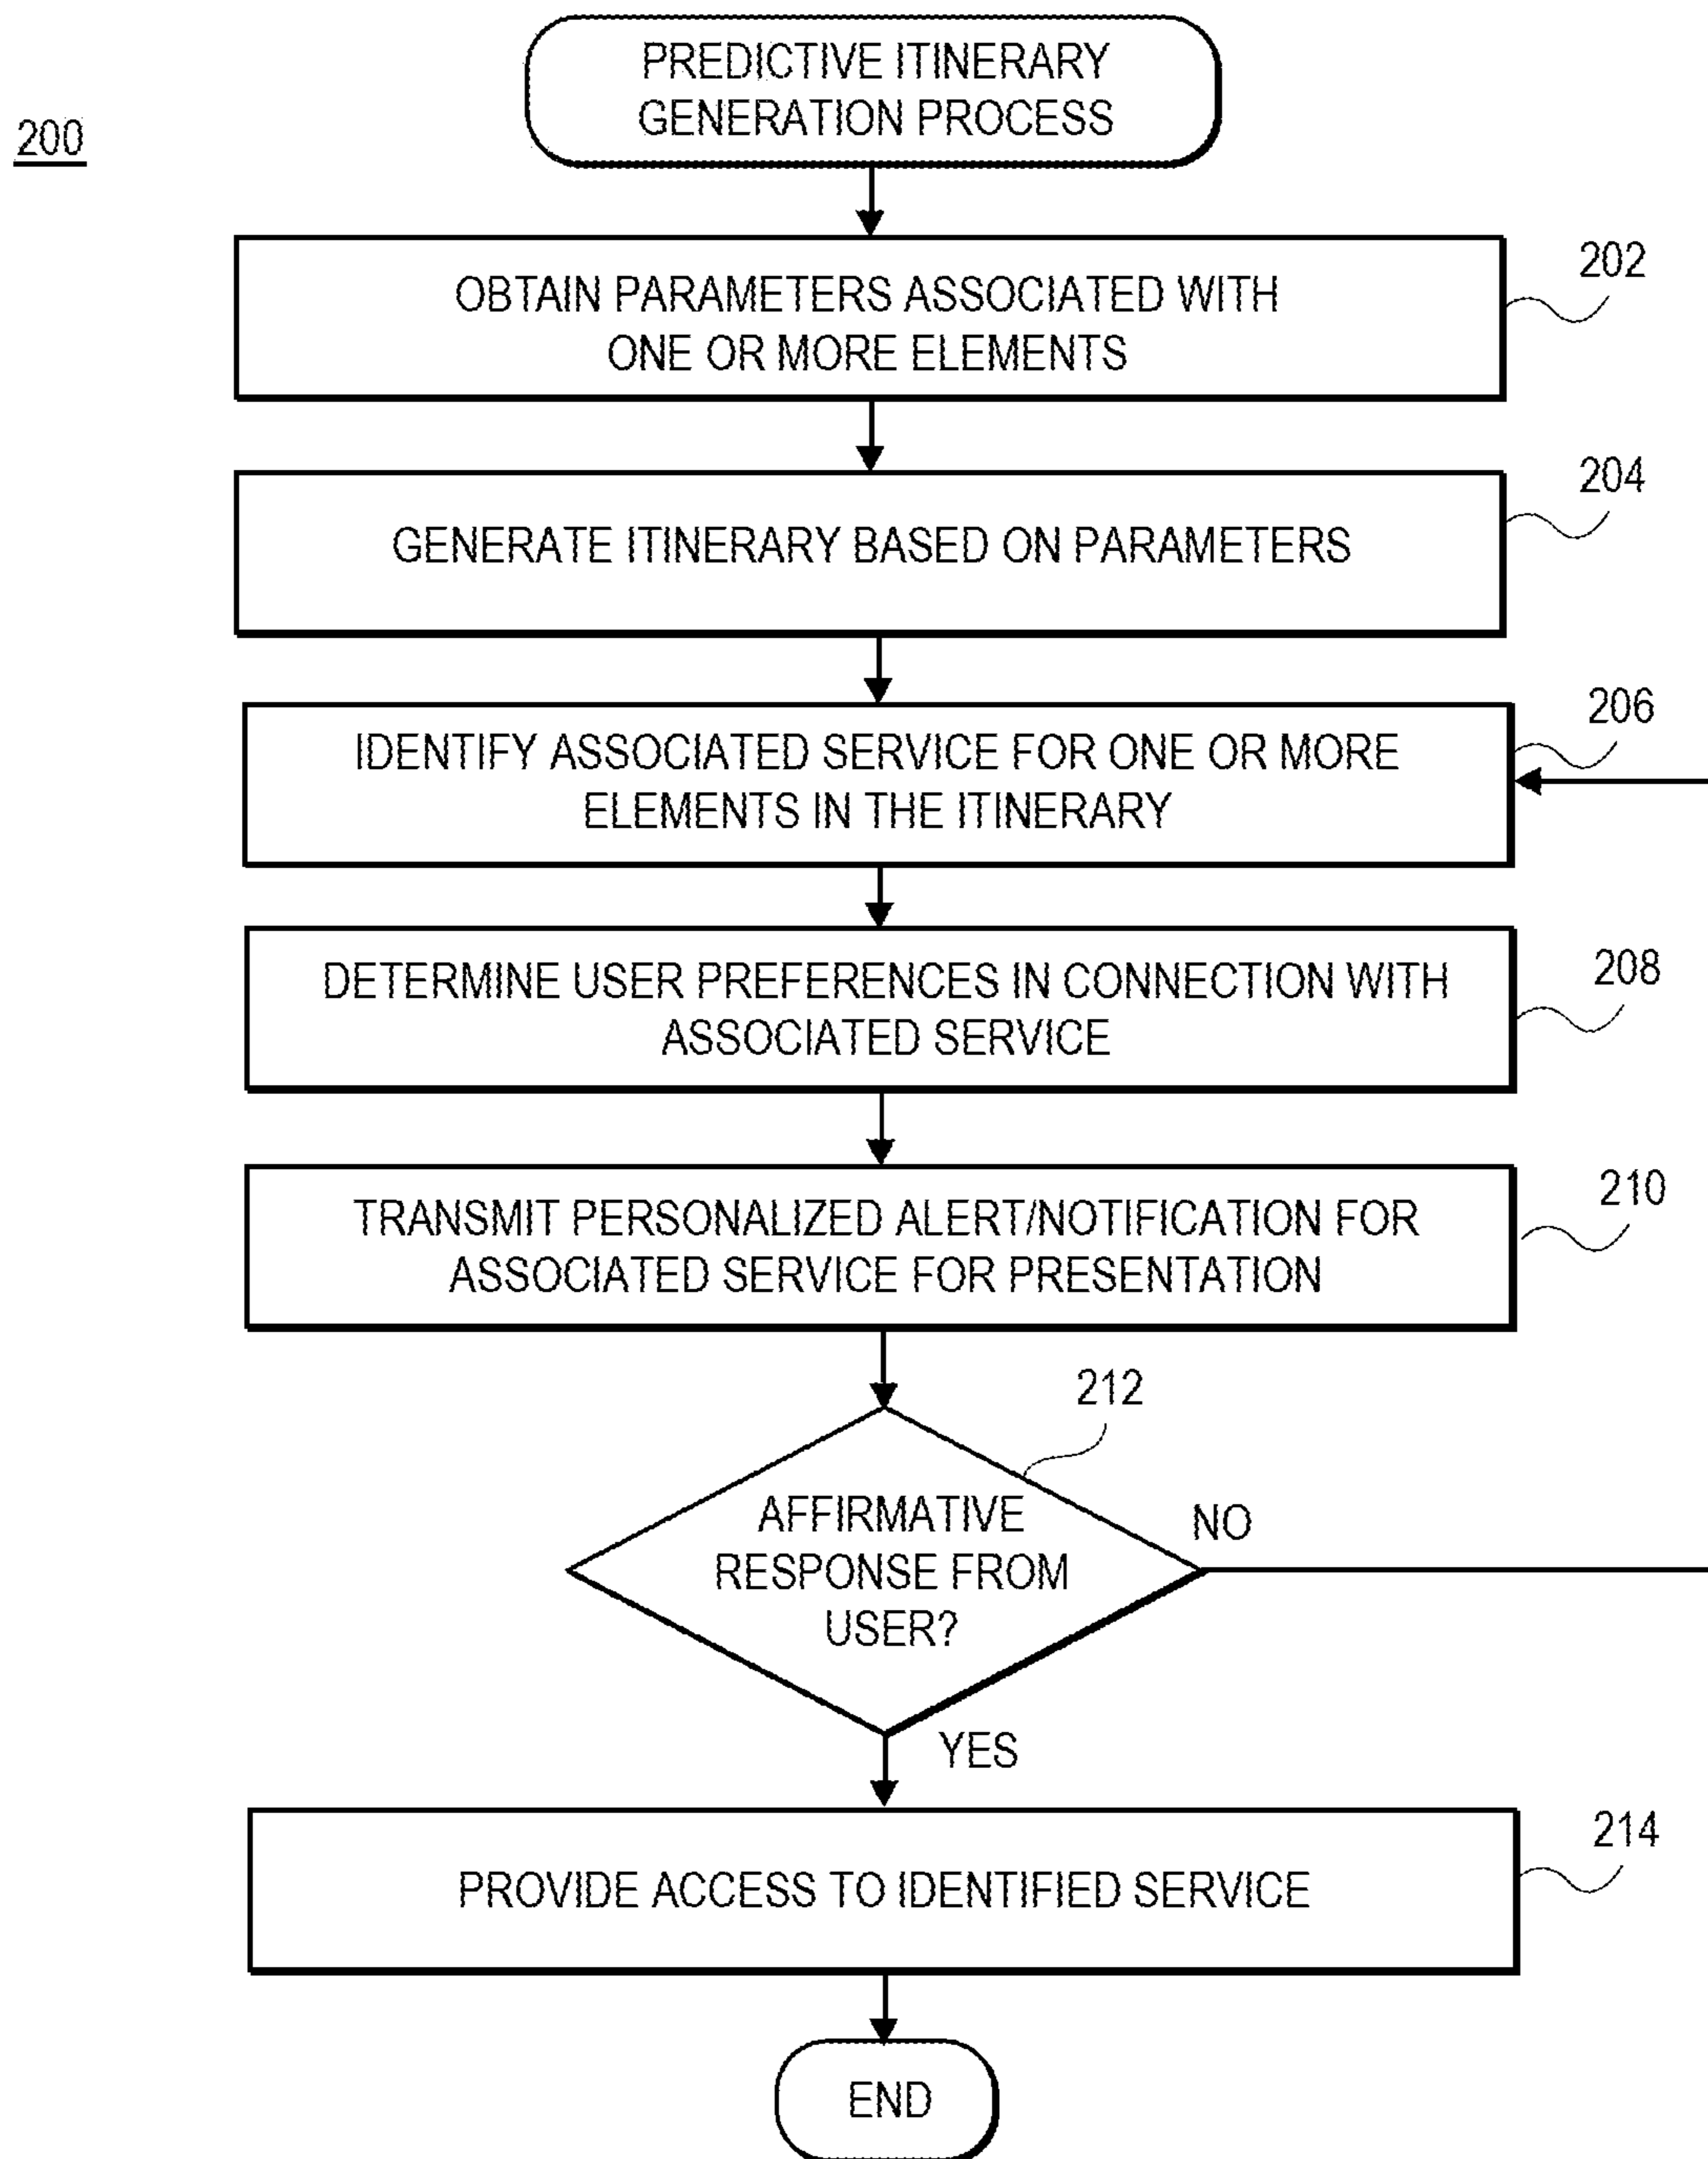 PREDICTIVE ITINERARY
GENERATION PROCESS
200
202
OBTAIN PARAMETERS ASSOCIATED WITH
ONE OR MORE ELEMENTS
204
GENERATE ITINERARY BASED ON PARAMETERS
206
IDENTIFY ASSOCIATED SERVICE FOR ONE OR MORE
ELEMENTS IN THE ITINERARY
208
DETERMINE USER PREFERENCES IN CONNECTION WITH
ASSOCIATED SERVICE
210
TRANSMIT PERSONALIZED ALERT/NOTIFICATION FOR
ASSOCIATED SERVICE FOR PRESENTATION
212
AFFIRMATIVE
RESPONSE FROM
USER?
NO
YES
214
PROVIDE ACCESS TO IDENTIFIED SERVICE
END